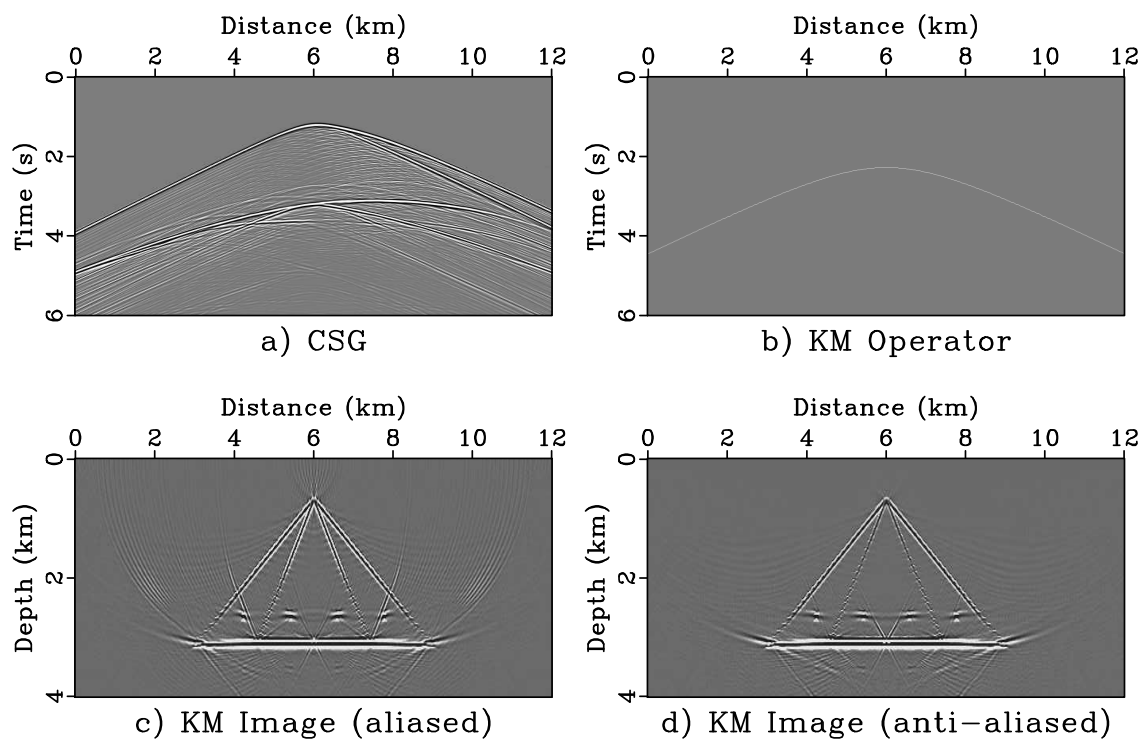 Distance (km)
0 2 4 6 8 10 12
0
2
4
6
Time (s)
a) CSG
Distance (km)
0 2 4 6 8 10 12
0
2
4
6
Time (s)
b) KM Operator
Distance (km)
0 2 4 6 8 10 12
0
2
4
Depth (km)
c) KM Image (aliased)
Distance (km)
0 2 4 6 8 10 12
0
2
4
Depth (km)
d) KM Image (anti-aliased)